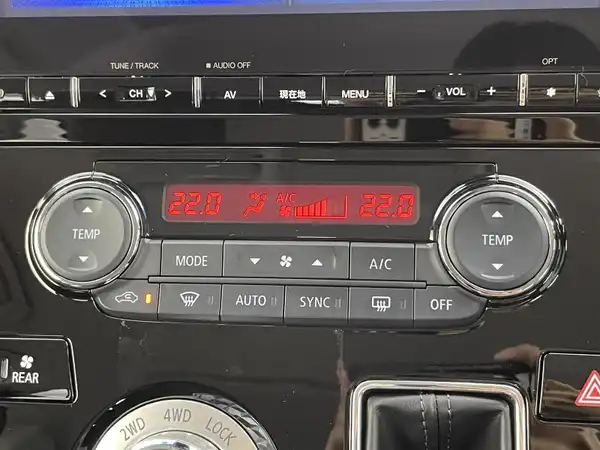 TUNE / TRACK
■ AUDIO OFF
OPT
< CH >
AV
現在地
MENU
− VOL +
22.0 A/C 22.0
TEMP
TEMP
MODE
A/C
AUTO
SYNC
OFF
REAR
2WD 4WD LOCK